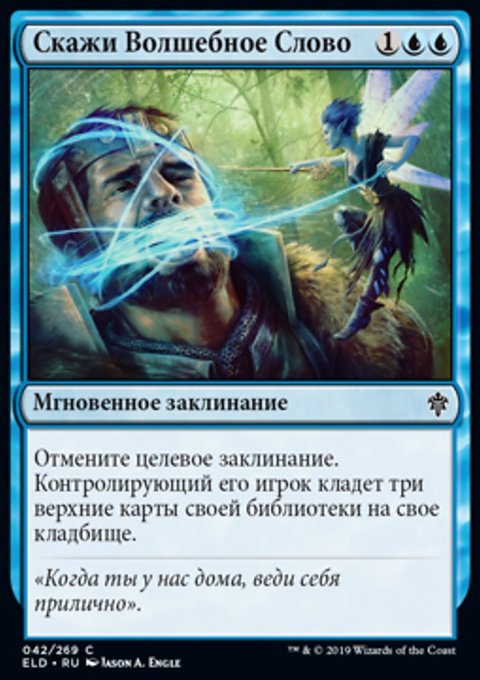 Скажи Волшебное Слово 1
Мгновенное заклинание
Отмените целевое заклинание.
Контролирующий его игрок кладет три
верхние карты своей библиотеки на свое
кладбище.
«Когда ты у нас дома, веди себя
прилично».
042/269 C
ELD • RU Jason A. Engle
™ & © 2019 Wizards of the Coast